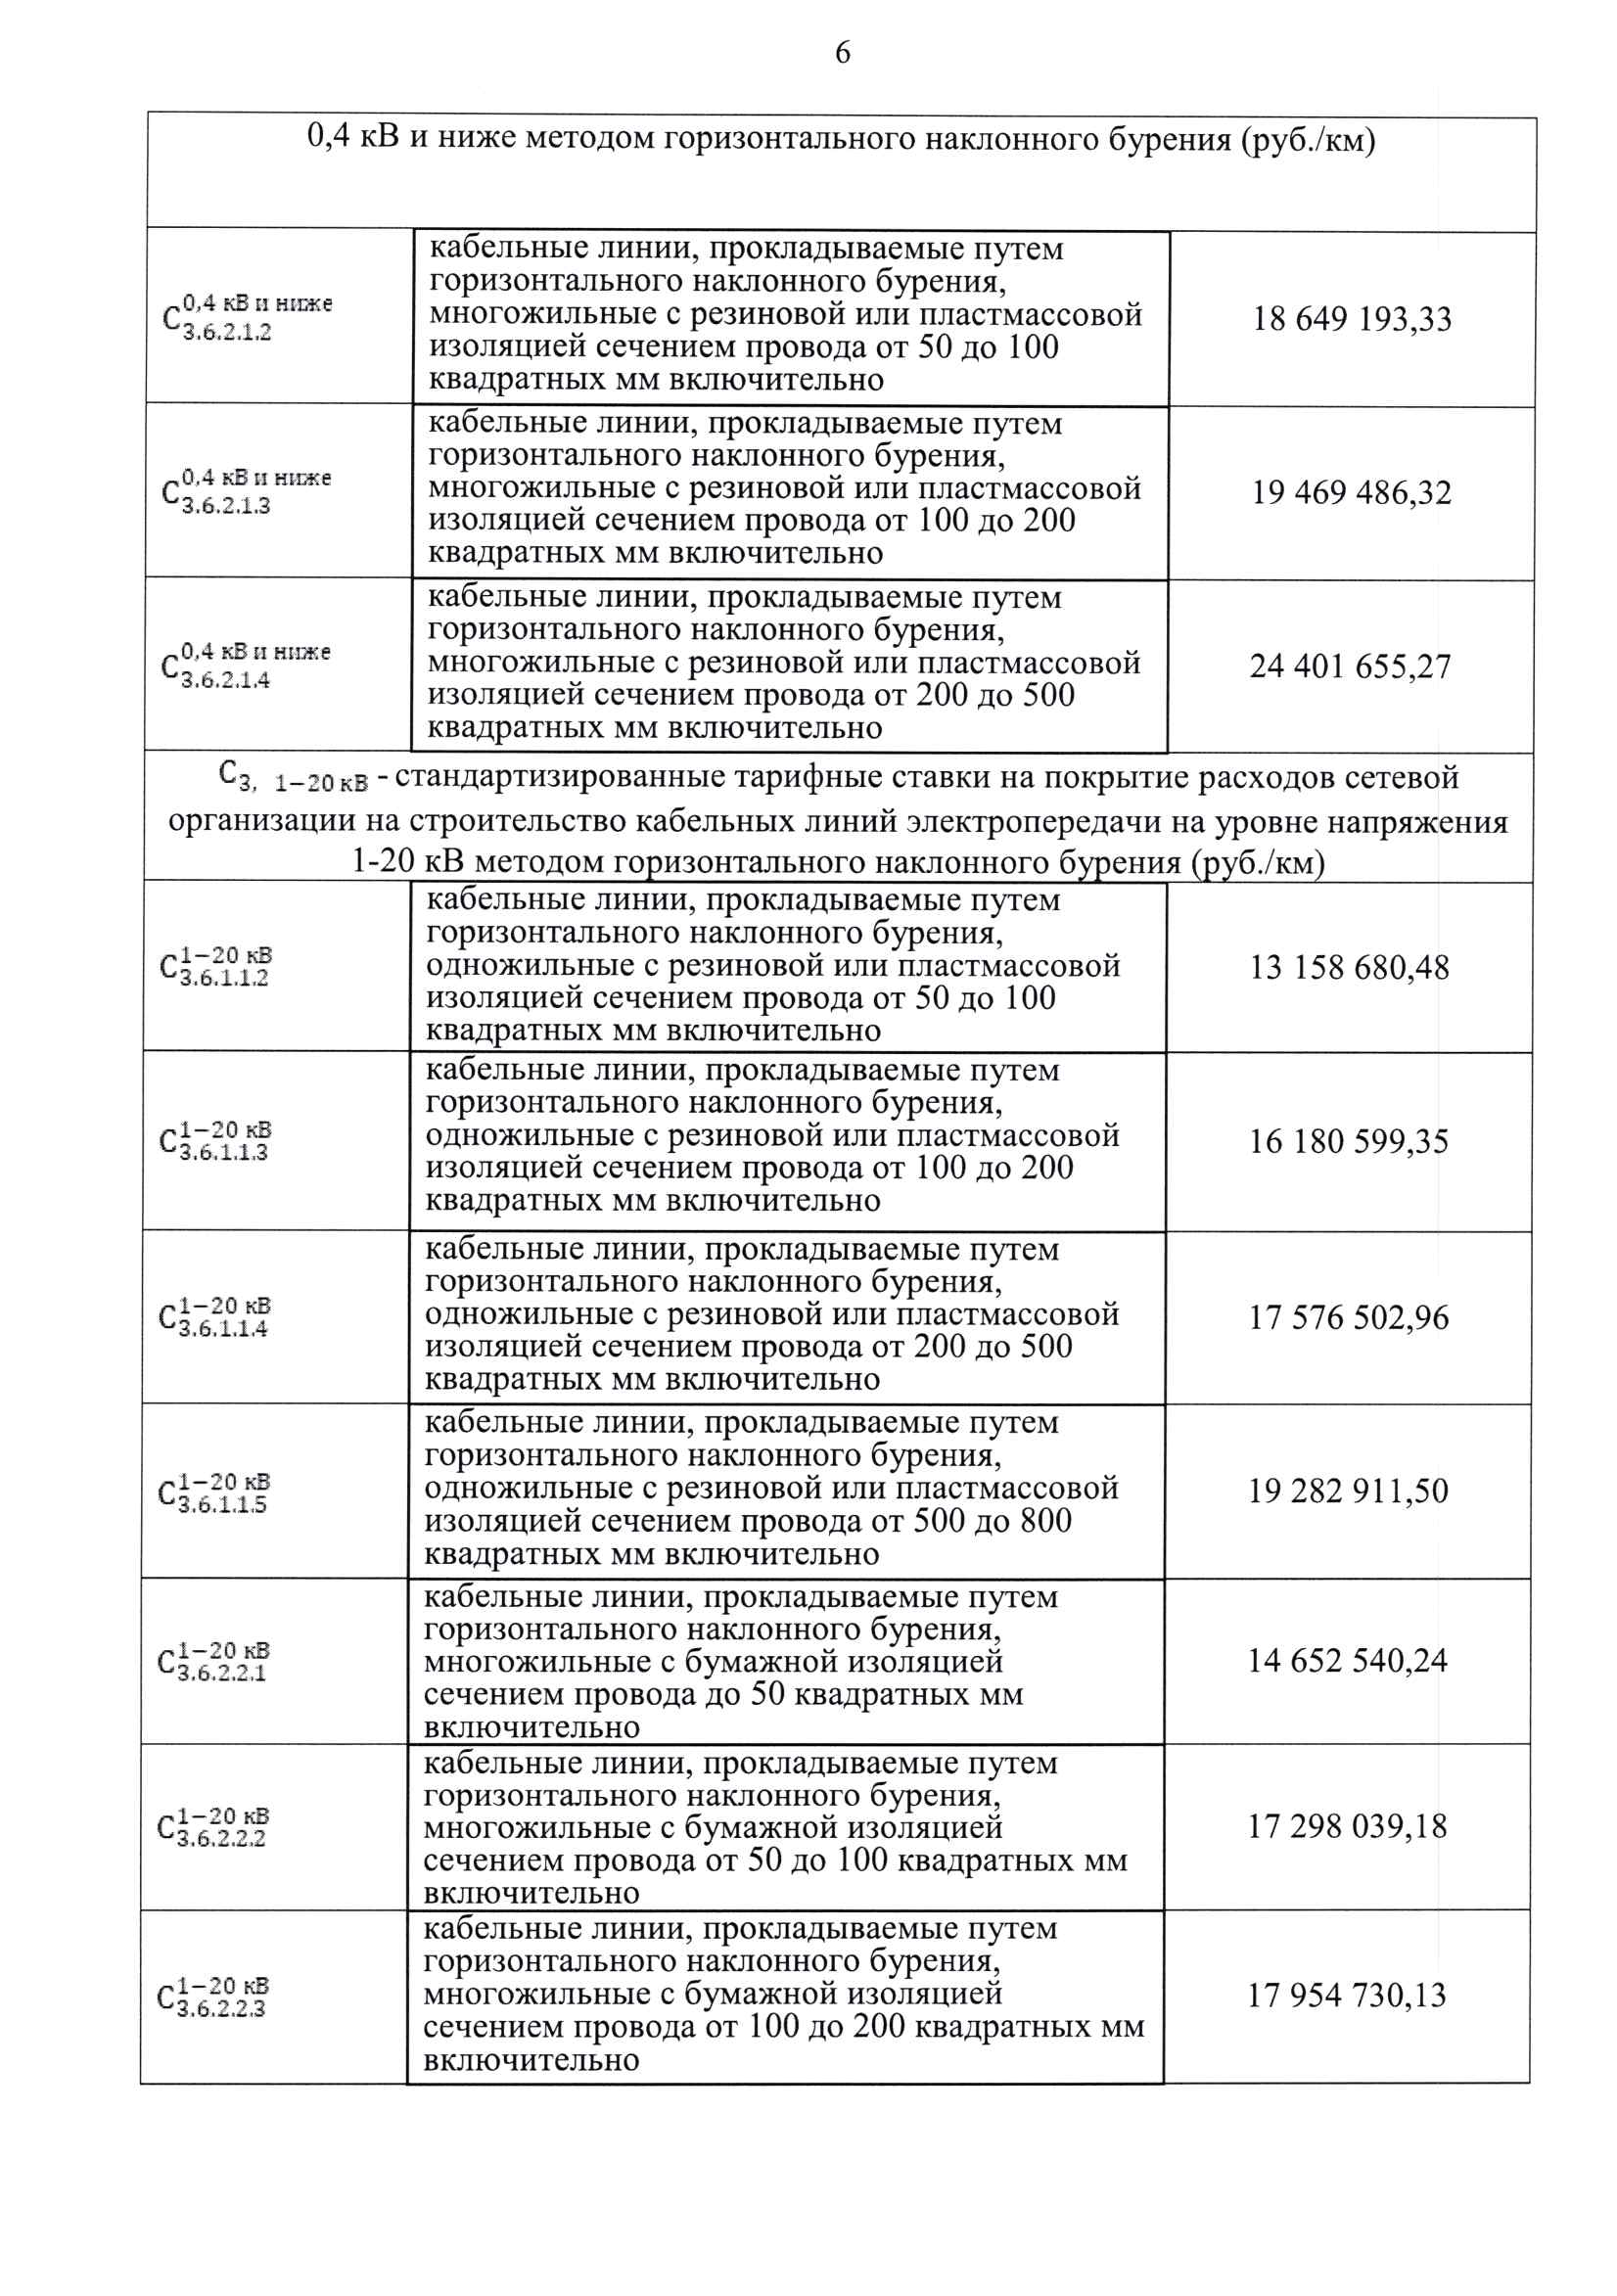 6
0,4 кВ и ниже методом горизонтального наклонного бурения (руб./км)
С 0,4 кВ и ниже 3.6.2.1.2
кабельные линии, прокладываемые путем
горизонтального наклонного бурения,
многожильные с резиновой или пластмассовой
изоляцией сечением провода от 50 до 100
квадратных мм включительно
18 649 193,33
С 0,4 кВ и ниже 3.6.2.1.3
кабельные линии, прокладываемые путем
горизонтального наклонного бурения,
многожильные с резиновой или пластмассовой
изоляцией сечением провода от 100 до 200
квадратных мм включительно
19 469 486,32
С 0,4 кВ и ниже 3.6.2.1.4
кабельные линии, прокладываемые путем
горизонтального наклонного бурения,
многожильные с резиновой или пластмассовой
изоляцией сечением провода от 200 до 500
квадратных мм включительно
24 401 655,27
С3, 1–20 кВ - стандартизированные тарифные ставки на покрытие расходов сетевой
организации на строительство кабельных линий электропередачи на уровне напряжения
1-20 кВ методом горизонтального наклонного бурения (руб./км)
С 1–20 кВ 3.6.1.1.2
кабельные линии, прокладываемые путем
горизонтального наклонного бурения,
одножильные с резиновой или пластмассовой
изоляцией сечением провода от 50 до 100
квадратных мм включительно
13 158 680,48
С 1–20 кВ 3.6.1.1.3
кабельные линии, прокладываемые путем
горизонтального наклонного бурения,
одножильные с резиновой или пластмассовой
изоляцией сечением провода от 100 до 200
квадратных мм включительно
16 180 599,35
С 1–20 кВ 3.6.1.1.4
кабельные линии, прокладываемые путем
горизонтального наклонного бурения,
одножильные с резиновой или пластмассовой
изоляцией сечением провода от 200 до 500
квадратных мм включительно
17 576 502,96
С 1–20 кВ 3.6.1.1.5
кабельные линии, прокладываемые путем
горизонтального наклонного бурения,
одножильные с резиновой или пластмассовой
изоляцией сечением провода от 500 до 800
квадратных мм включительно
19 282 911,50
С 1–20 кВ 3.6.2.2.1
кабельные линии, прокладываемые путем
горизонтального наклонного бурения,
многожильные с бумажной изоляцией
сечением провода до 50 квадратных мм
включительно
14 652 540,24
С 1–20 кВ 3.6.2.2.2
кабельные линии, прокладываемые путем
горизонтального наклонного бурения,
многожильные с бумажной изоляцией
сечением провода от 50 до 100 квадратных мм
включительно
17 298 039,18
С 1–20 кВ 3.6.2.2.3
кабельные линии, прокладываемые путем
горизонтального наклонного бурения,
многожильные с бумажной изоляцией
сечением провода от 100 до 200 квадратных мм
включительно
17 954 730,13